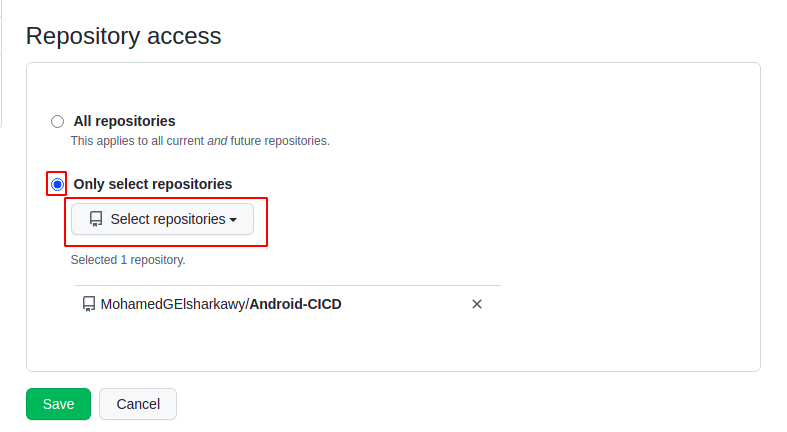 Repository access
All repositories
This applies to all current and future repositories.
Only select repositories
Select repositories
Selected 1 repository.
MohamedGElsharkawy/Android-CICD
Save Cancel